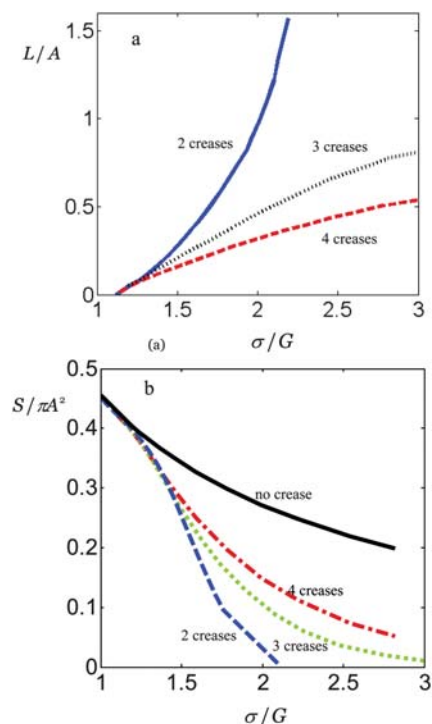 a
L/A
1.5
1
0.5
0
2 creases
3 creases
4 creases
1 1.5 2 2.5 3
(a)
σ/G
b
S/πA²
0.5
0.4
0.3
0.2
0.1
0
no crease
4 creases
3 creases
2 creases
1 1.5 2 2.5 3
σ/G